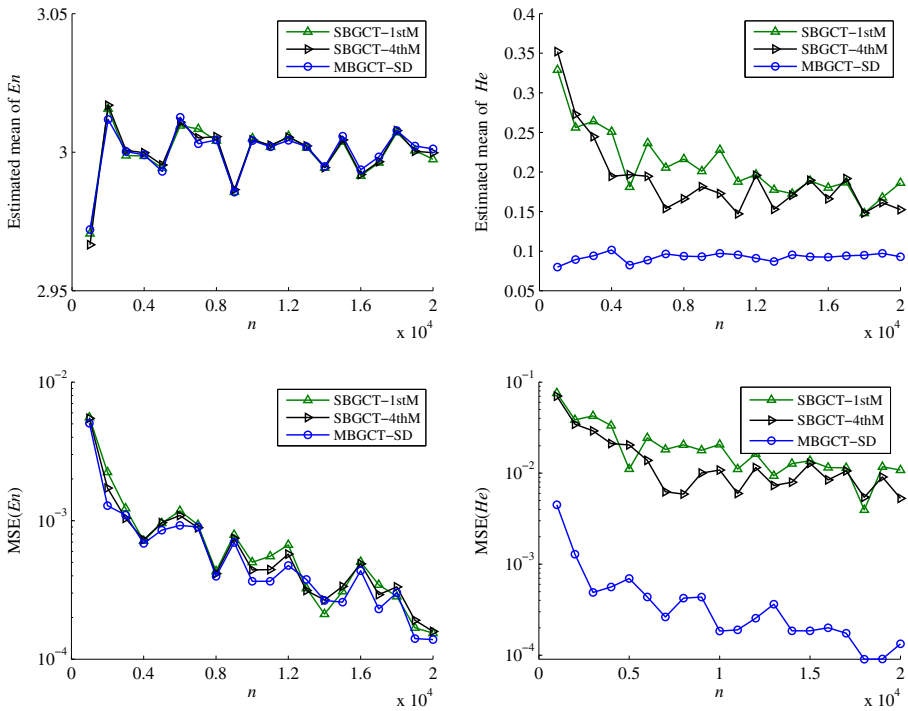 3.05
3
2.95
Estimated mean of En
0
0.4
0.8
1.2
1.6
2
x 10^4
n
SBGCT−1stM
SBGCT−4thM
MBGCT−SD
0.4
0.35
0.3
0.25
0.2
0.15
0.1
0.05
Estimated mean of He
0
0.4
0.8
1.2
1.6
2
x 10^4
n
SBGCT−1stM
SBGCT−4thM
MBGCT−SD
10^−2
10^−3
10^−4
MSE(En)
0
0.4
0.8
1.2
1.6
2
x 10^4
n
SBGCT−1stM
SBGCT−4thM
MBGCT−SD
10^−1
10^−2
10^−3
10^−4
MSE(He)
0
0.5
1
1.5
2
x 10^4
n
SBGCT−1stM
SBGCT−4thM
MBGCT−SD